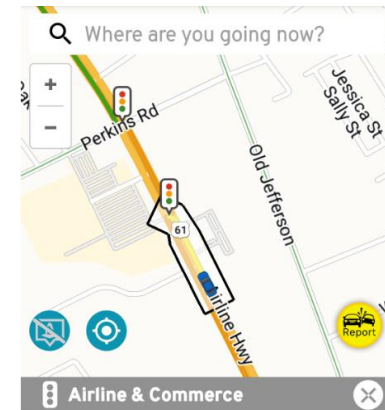 Where are you going now?
+
−
Perkins Rd
Jessica St
Sally St
Old Jefferson
61
Airline Hwy
Report
Airline & Commerce